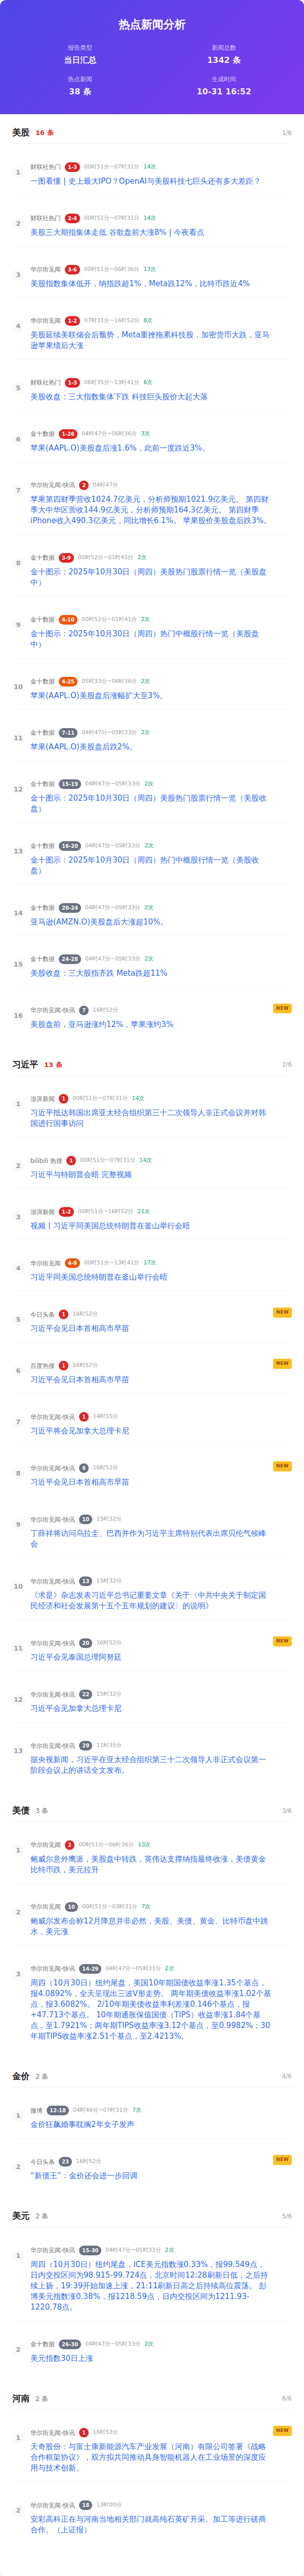 热点新闻分析
报告类型
当日汇总
新闻总数
1342 条
热点新闻
38 条
生成时间
10-31 16:52
美股 16 条 1/6
1
财联社热门 1-3 00时51分~07时31分 14次
一图看懂 | 史上最大IPO？OpenAI与美股科技七巨头还有多大差距？
2
财联社热门 2-4 00时51分~07时31分 14次
美股三大期指集体走低 谷歌盘前大涨8% | 今夜看点
3
华尔街见闻 3-6 00时51分~06时36分 13次
美股指数集体低开，纳指跌超1%，Meta跌12%，比特币跌近4%
4
华尔街见闻 1-2 07时31分~16时52分 8次
美股延续美联储会后颓势，Meta重挫拖累科技股，加密货币大跌，亚马
逊苹果绩后大涨
5
财联社热门 1-3 06时35分~13时41分 6次
美股收盘：三大指数集体下跌 科技巨头股价大起大落
6
金十数据 1-26 04时47分~06时36分 3次
苹果(AAPL.O)美股盘后涨1.6%，此前一度跌近3%。
7
华尔街见闻-快讯 2 04时47分
苹果第四财季营收1024.7亿美元，分析师预期1021.9亿美元。 第四财
季大中华区营收144.9亿美元，分析师预期164.3亿美元。 第四财季
iPhone收入490.3亿美元，同比增长6.1%。 苹果股价美股盘后跌3%。
8
金十数据 3-9 00时52分~01时41分 2次
金十图示：2025年10月30日（周四）美股热门股票行情一览（美股盘
中）
9
金十数据 4-10 00时52分~01时41分 2次
金十图示：2025年10月30日（周四）热门中概股行情一览（美股盘
中）
10
金十数据 4-25 05时33分~06时36分 2次
苹果(AAPL.O)美股盘后涨幅扩大至3%。
11
金十数据 7-11 04时47分~05时33分 2次
苹果(AAPL.O)美股盘后跌2%。
12
金十数据 15-19 04时47分~05时33分 2次
金十图示：2025年10月30日（周四）美股热门股票行情一览（美股收
盘）
13
金十数据 16-20 04时47分~05时33分 2次
金十图示：2025年10月30日（周四）热门中概股行情一览（美股收
盘）
14
金十数据 20-24 04时47分~05时33分 2次
亚马逊(AMZN.O)美股盘后大涨超10%。
15
金十数据 24-28 04时47分~05时33分 2次
美股收盘：三大股指齐跌 Meta跌超11%
16
华尔街见闻-快讯 7 16时52分 NEW
美股盘前，亚马逊涨约12%，苹果涨约3%
习近平 13 条 2/6
1
澎湃新闻 1 00时51分~07时31分 14次
习近平抵达韩国出席亚太经合组织第三十二次领导人非正式会议并对韩
国进行国事访问
2
bilibili 热搜 1 00时51分~07时31分 14次
习近平与特朗普会晤 完整视频
3
澎湃新闻 1-2 00时51分~16时52分 21次
视频丨习近平同美国总统特朗普在釜山举行会晤
4
华尔街见闻 4-9 00时51分~13时41分 17次
习近平同美国总统特朗普在釜山举行会晤
5
今日头条 1 16时52分 NEW
习近平会见日本首相高市早苗
6
百度热搜 1 16时52分 NEW
习近平会见日本首相高市早苗
7
华尔街见闻-快讯 1 14时55分
习近平将会见加拿大总理卡尼
8
华尔街见闻-快讯 6 16时52分 NEW
习近平会见日本首相高市早苗
9
华尔街见闻-快讯 10 15时32分
丁薛祥将访问乌拉圭、巴西并作为习近平主席特别代表出席贝伦气候峰
会
10
华尔街见闻-快讯 13 15时32分
《求是》杂志发表习近平总书记重要文章《关于〈中共中央关于制定国
民经济和社会发展第十五个五年规划的建议〉的说明》
11
华尔街见闻-快讯 20 16时52分 NEW
习近平会见泰国总理阿努廷
12
华尔街见闻-快讯 22 15时32分
习近平会见加拿大总理卡尼
13
华尔街见闻-快讯 29 11时35分
据央视新闻，习近平在亚太经合组织第三十二次领导人非正式会议第一
阶段会议上的讲话全文发布。
美债 3 条 3/6
1
华尔街见闻 2 00时51分~06时36分 13次
鲍威尔意外鹰派，美股盘中转跌，英伟达支撑纳指最终收涨，美债黄金
比特币跌，美元拉升
2
华尔街见闻 10 00时51分~03时31分 7次
鲍威尔发布会称12月降息并非必然，美股、美债、黄金、比特币盘中跳
水，美元涨
3
华尔街见闻-快讯 14-29 04时47分~05时33分 2次
周四（10月30日）纽约尾盘，美国10年期国债收益率涨1.35个基点，
报4.0892%，全天呈现出三波V形走势。 两年期美债收益率涨1.02个基
点，报3.6082%。 2/10年期美债收益率利差涨0.146个基点，报
+47.713个基点。 10年期通胀保值国债（TIPS）收益率涨1.84个基
点，至1.7921%；两年期TIPS收益率涨3.12个基点，至0.9982%；30
年期TIPS收益率涨2.51个基点，至2.4213%。
金价 2 条 4/6
1
微博 12-18 04时46分~07时31分 7次
金价狂飙婚事耽搁2年女子发声
2
今日头条 23 16时52分 NEW
“新债王”：金价还会进一步回调
美元 2 条 5/6
1
华尔街见闻-快讯 15-30 04时47分~05时33分 2次
周四（10月30日）纽约尾盘，ICE美元指数涨0.33%，报99.549点，
日内交投区间为98.915-99.724点，北京时间12:28刷新日低，之后持
续上扬，19:39开始加速上涨，21:11刷新日高之后持续高位震荡。 彭
博美元指数涨0.38%，报1218.59点，日内交投区间为1211.93-
1220.78点。
2
金十数据 26-30 04时47分~05时33分 2次
美元指数30日上涨
河南 2 条 6/6
1
华尔街见闻-快讯 1 16时52分 NEW
天奇股份：与富士康新能源汽车产业发展（河南）有限公司签署《战略
合作框架协议》，双方拟共同推动具身智能机器人在工业场景的深度应
用与技术创新。
2
华尔街见闻-快讯 18 13时00分
安彩高科正在与河南当地相关部门就高纯石英矿开采、加工等进行磋商
合作。（上证报）